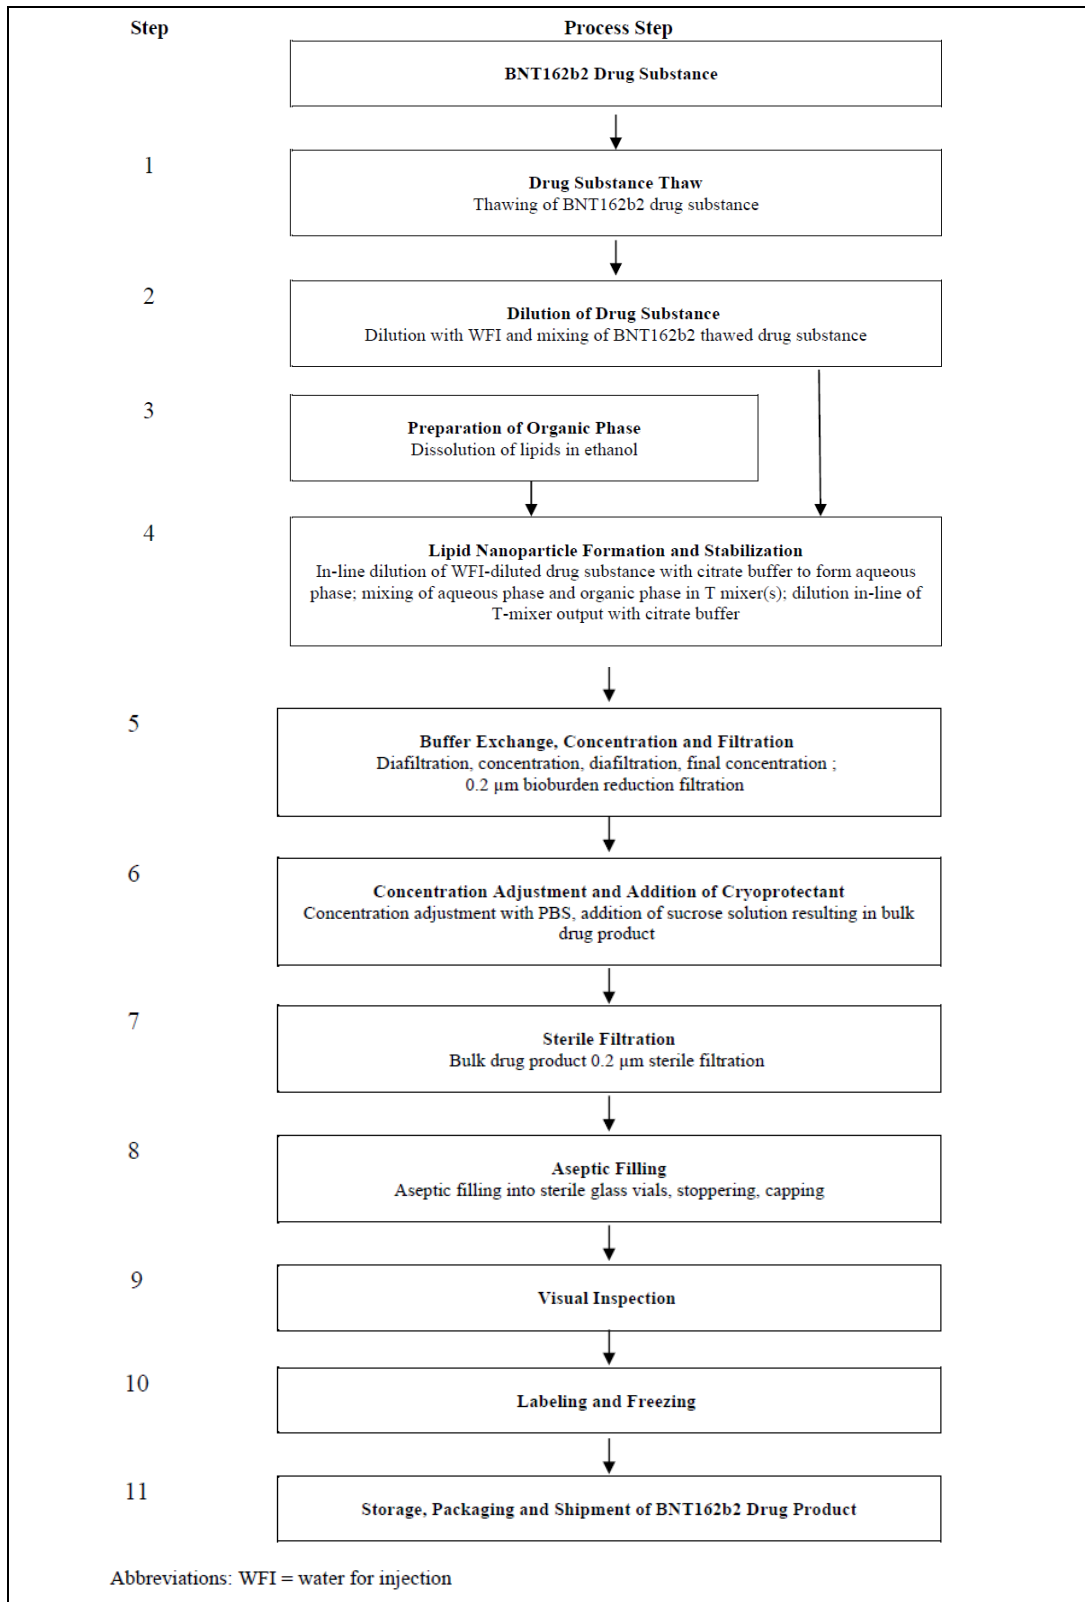 Step Process Step
BNT162b2 Drug Substance
1
Drug Substance Thaw
Thawing of BNT162b2 drug substance
2
Dilution of Drug Substance
Dilution with WFI and mixing of BNT162b2 thawed drug substance
3
Preparation of Organic Phase
Dissolution of lipids in ethanol
4
Lipid Nanoparticle Formation and Stabilization
In-line dilution of WFI-diluted drug substance with citrate buffer to form aqueous
phase; mixing of aqueous phase and organic phase in T mixer(s); dilution in-line of
T-mixer output with citrate buffer
5
Buffer Exchange, Concentration and Filtration
Diafiltration, concentration, diafiltration, final concentration ;
0.2 µm bioburden reduction filtration
6
Concentration Adjustment and Addition of Cryoprotectant
Concentration adjustment with PBS, addition of sucrose solution resulting in bulk
drug product
7
Sterile Filtration
Bulk drug product 0.2 µm sterile filtration
8
Aseptic Filling
Aseptic filling into sterile glass vials, stoppering, capping
9
Visual Inspection
10
Labeling and Freezing
11
Storage, Packaging and Shipment of BNT162b2 Drug Product
Abbreviations: WFI = water for injection